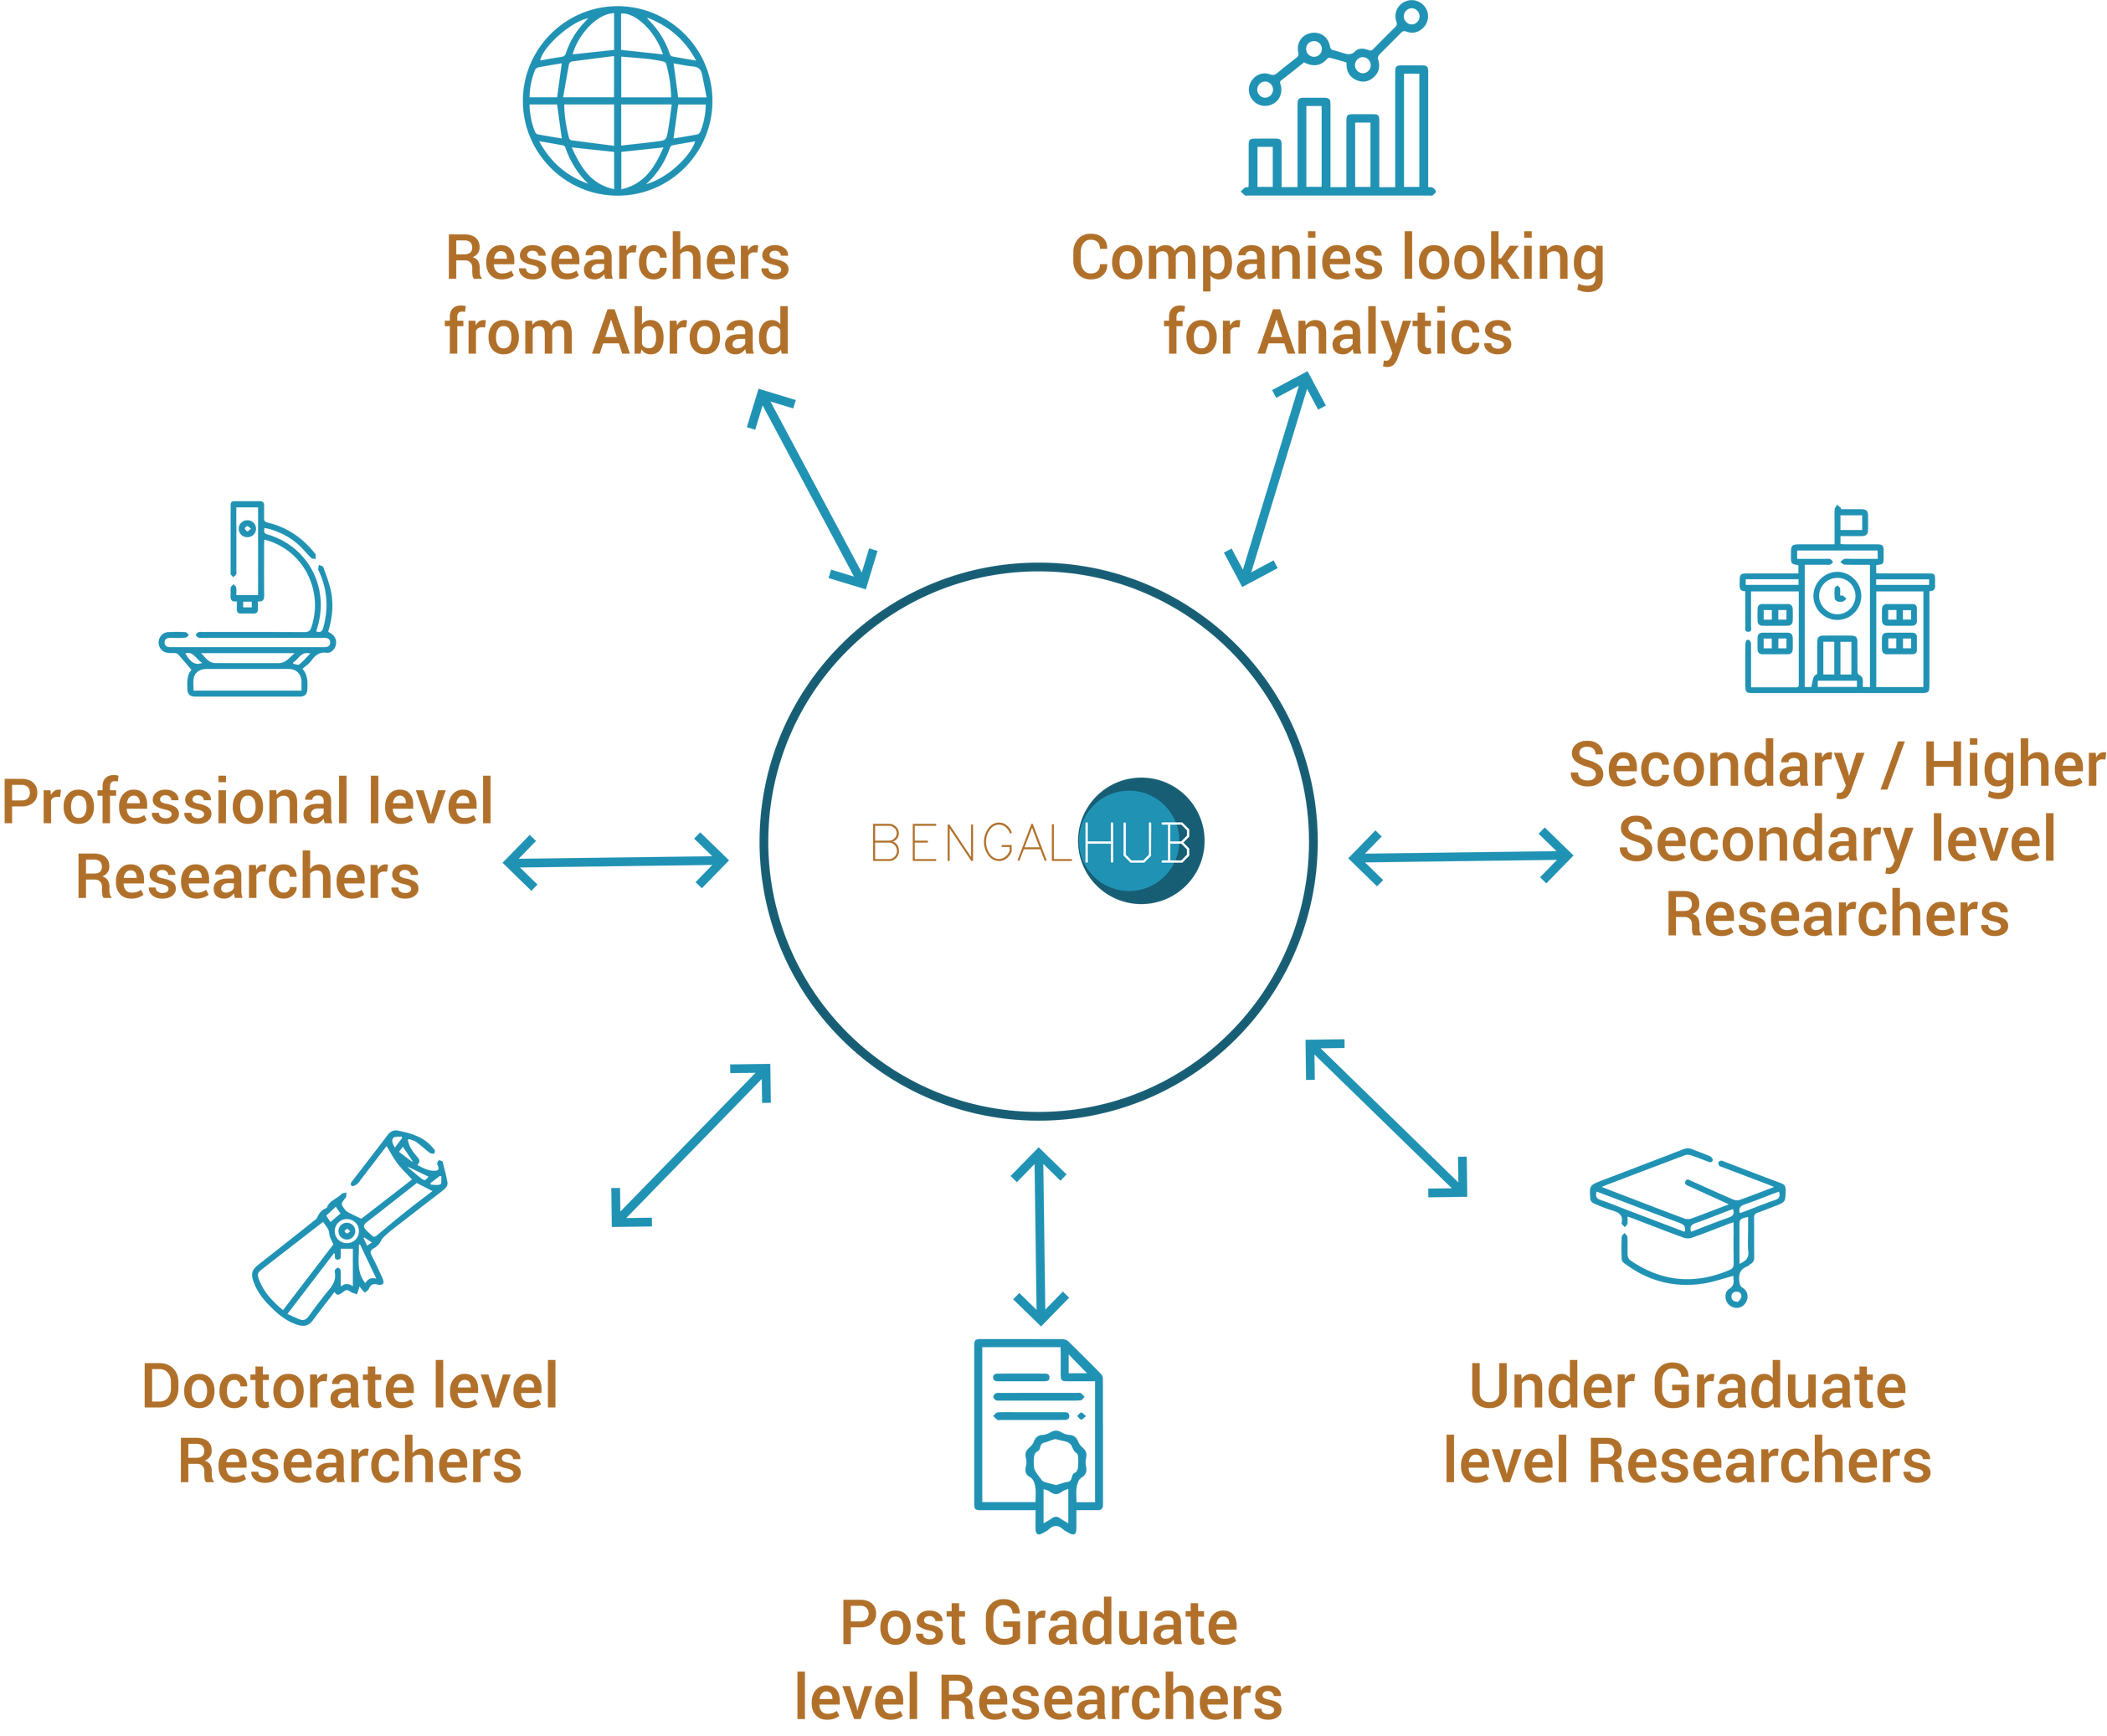 Researchers
from Abroad
Companies looking
for Analytics
Professional level
Researchers
BENGAL HUB
Secondary / Higher
Secondary level
Researchers
Doctorate level
Researchers
Under Graduate
level Researchers
Post Graduate
level Researchers